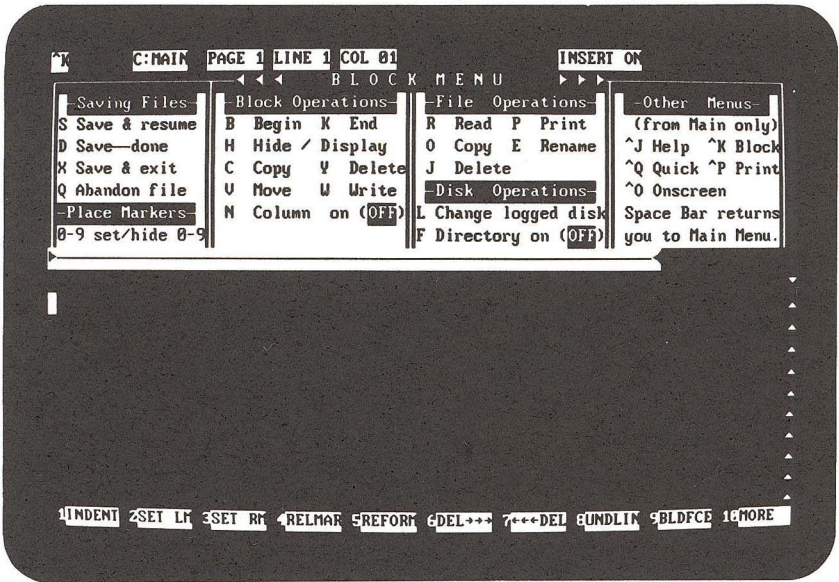 ^K C:MAIN PAGE 1 LINE 1 COL 01 INSERT ON
◄ ◄ ◄ BLOCK MENU ► ► ►
—Saving Files— —Block Operations— —File Operations— —Other Menus—
S Save & resume B Begin K End R Read P Print (from Main only)
D Save—done H Hide / Display O Copy E Rename ^J Help ^K Block
X Save & exit C Copy Y Delete J Delete ^Q Quick ^P Print
Q Abandon file V Move W Write —Disk Operations— ^O Onscreen
—Place Markers— N Column on (OFF) L Change logged disk Space Bar returns
0-9 set/hide 0-9 F Directory on (OFF) you to Main Menu.
1INDENT 2SET LM 3SET RM 4RELMAR 5REFORM 6DEL→→→ 7←←←DEL 8UNDLIN 9BLDFCE 10MORE